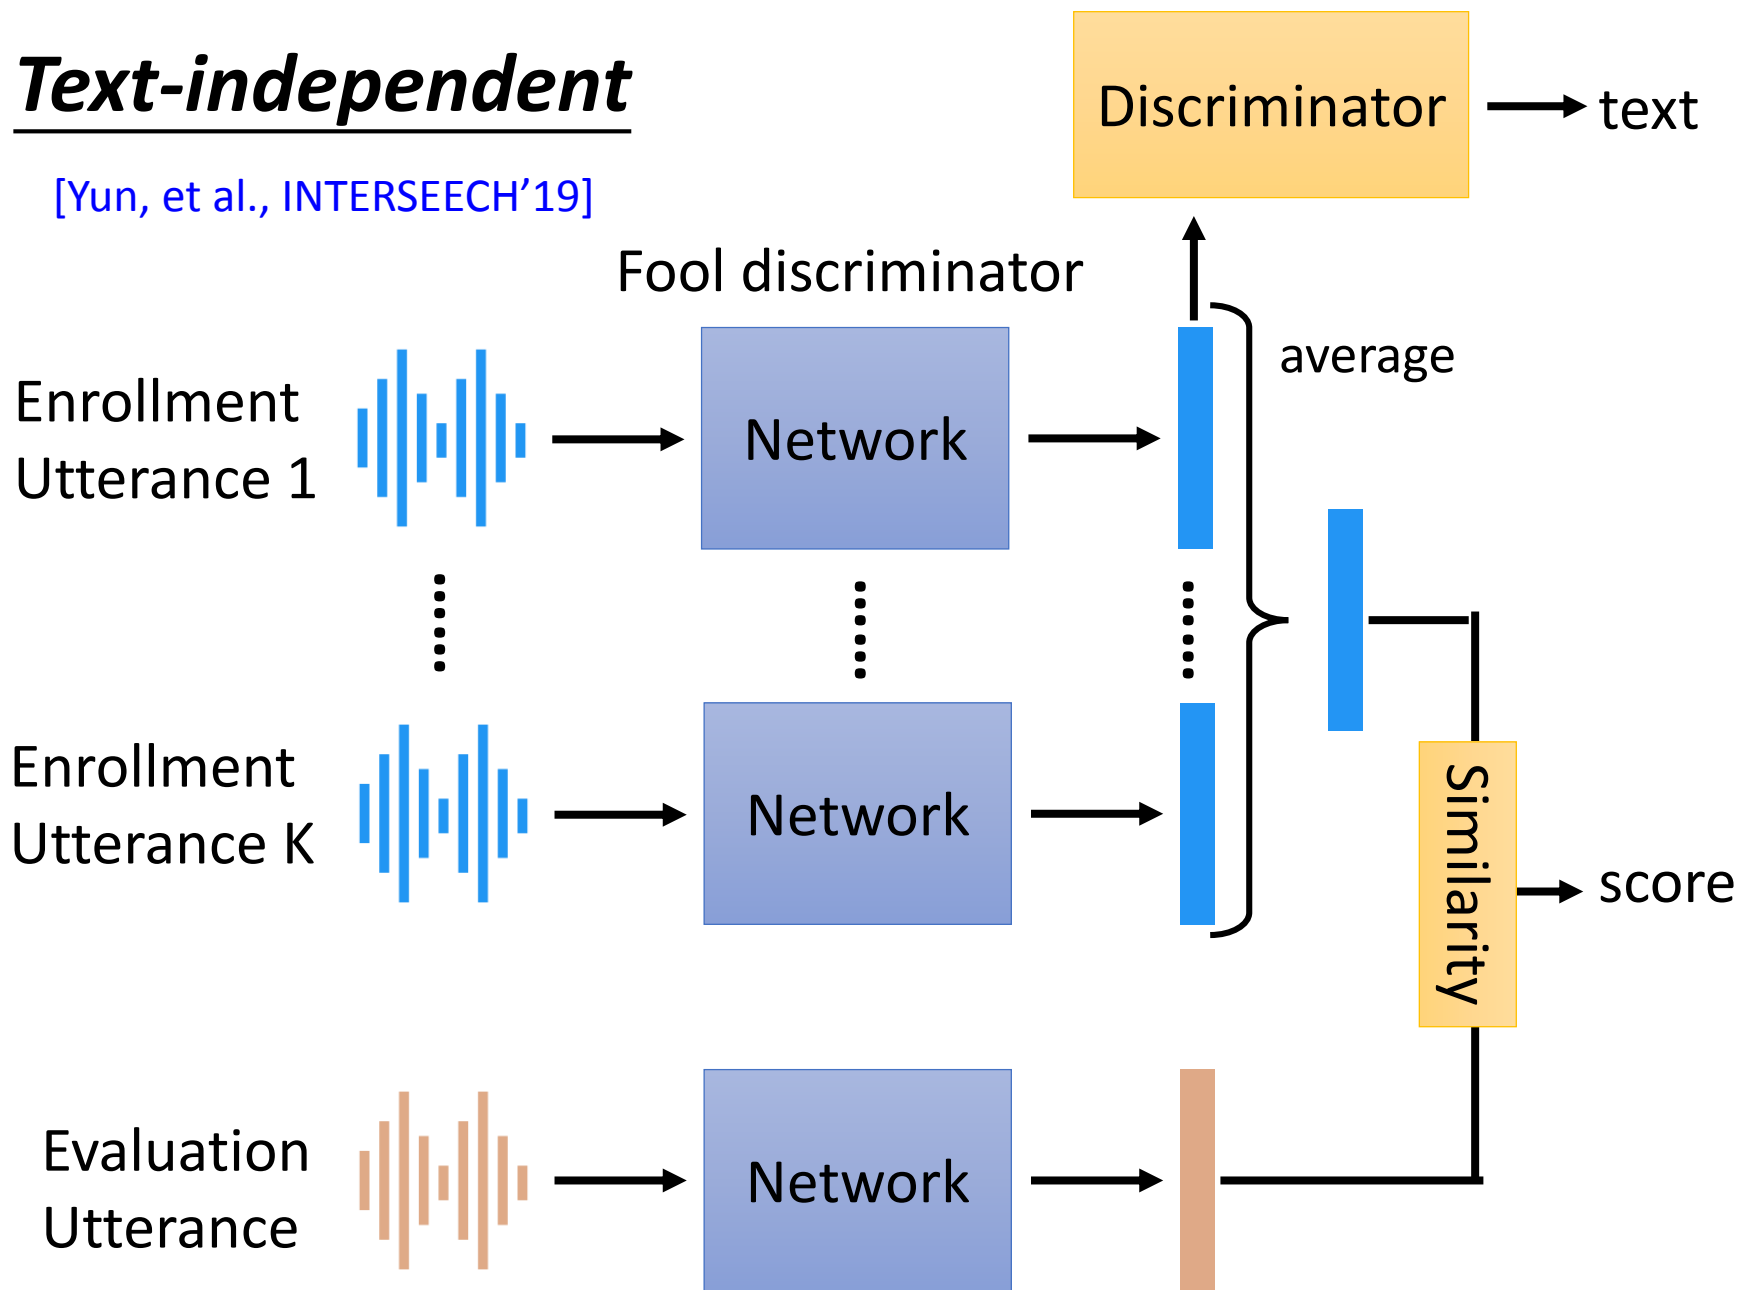 Text-independent
[Yun, et al., INTERSEECH’19]
Discriminator
text
Fool discriminator
average
Enrollment
Utterance 1
Network
Enrollment
Utterance K
Network
Similarity
score
Evaluation
Utterance
Network